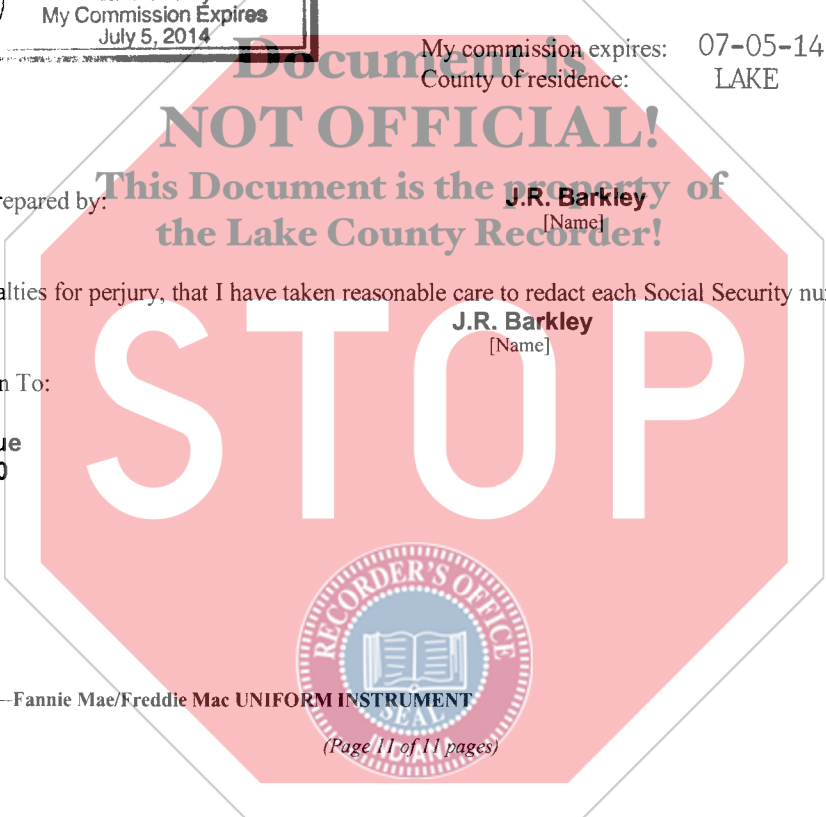 My Commission Expires
July 5, 2014
My commission expires: 07-05-14
County of residence: LAKE
Document is
NOT OFFICIAL!
This Document is the property of
the Lake County Recorder!
repared by: J.R. Barkley
[Name]
alties for perjury, that I have taken reasonable care to redact each Social Security nu
J.R. Barkley
[Name]
n To:
ue
0
STOP
RECORDER'S OFFICE
SEAL
INDIANA
—Fannie Mae/Freddie Mac UNIFORM INSTRUMENT
(Page 11 of 11 pages)